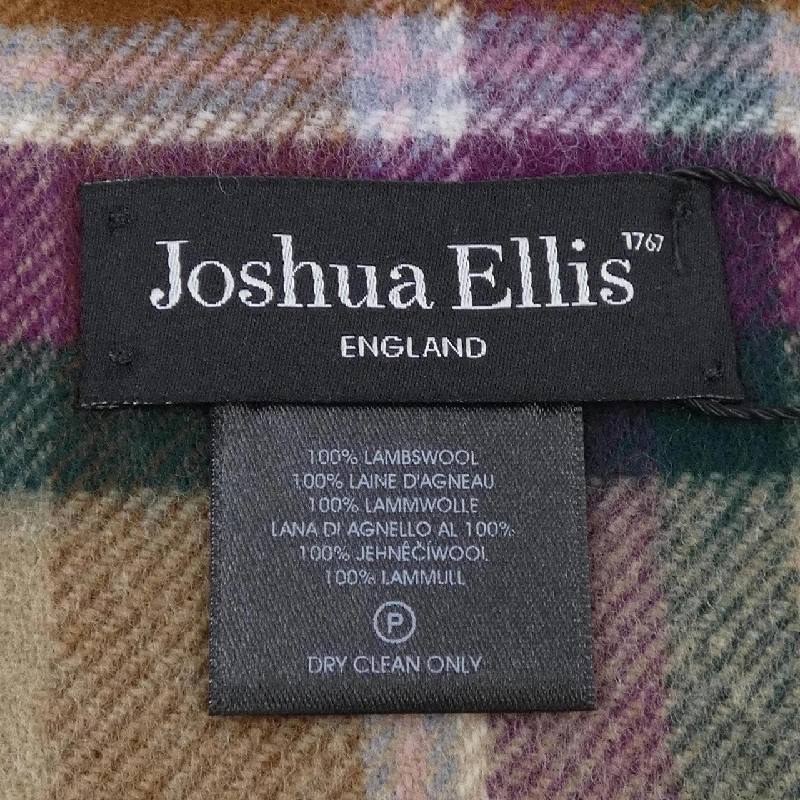 Joshua Ellis 1767
ENGLAND
100% LAMBSWOOL
100% LAINE D'AGNEAU
100% LAMMWOLLE
LANA DI AGNELLO AL 100%
100% JEHNĚČÍWOOL
100% LAMMULL
P
DRY CLEAN ONLY